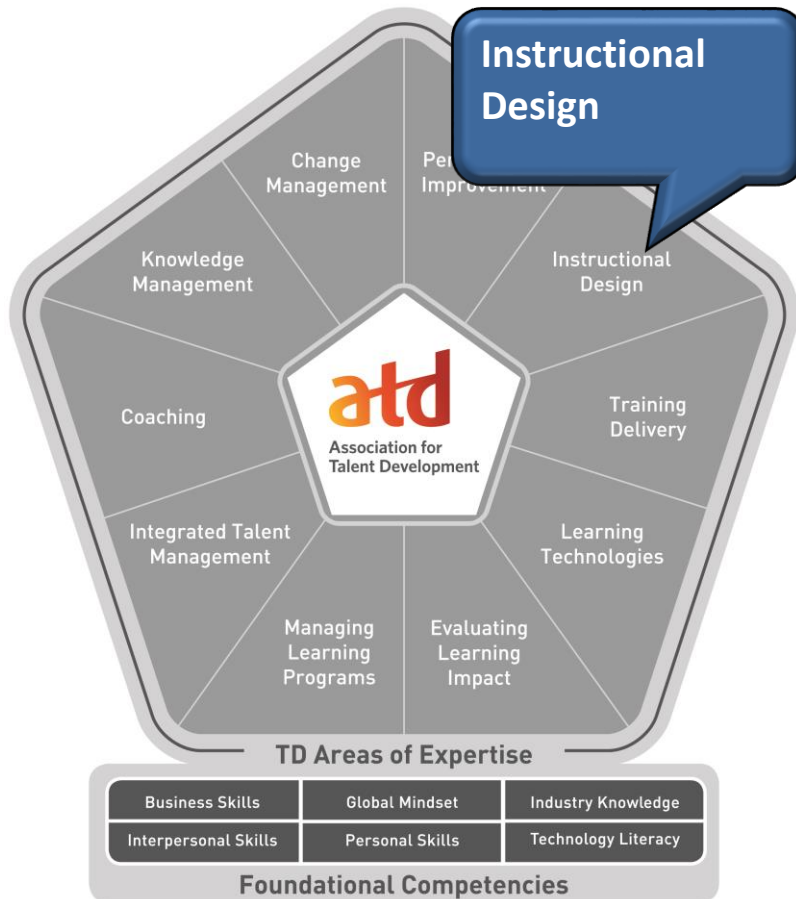 Instructional
Design
Change
Management
Improvement
Knowledge
Management
Instructional
Design
atd
Association for
Talent Development
Coaching
Training
Delivery
Integrated Talent
Management
Learning
Technologies
Managing
Learning
Programs
Evaluating
Learning
Impact
TD Areas of Expertise
Business Skills
Global Mindset
Industry Knowledge
Interpersonal Skills
Personal Skills
Technology Literacy
Foundational Competencies